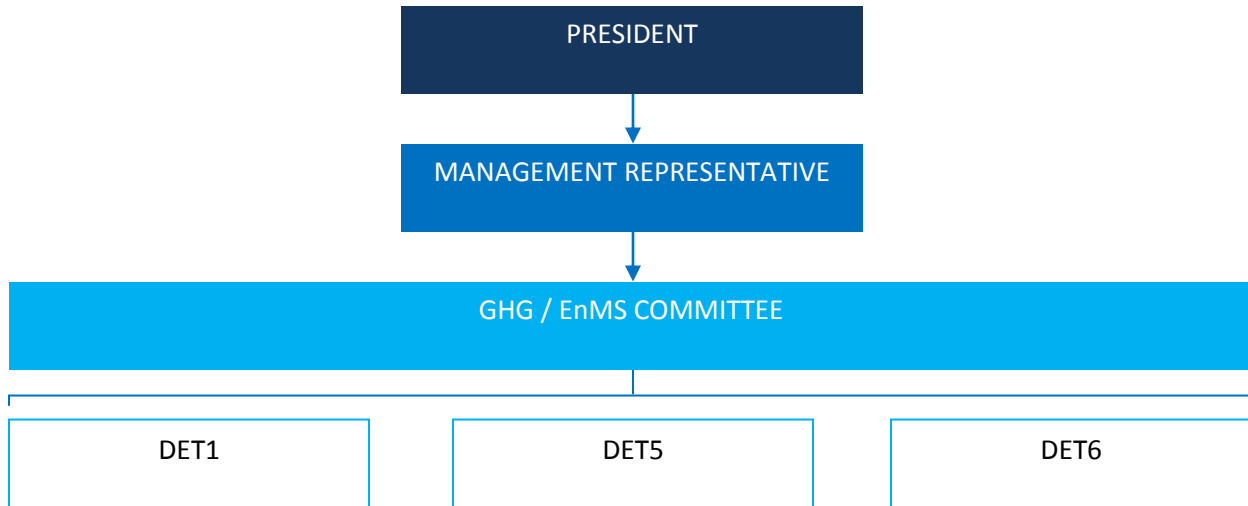 PRESIDENT
MANAGEMENT REPRESENTATIVE
GHG / EnMS COMMITTEE
DET1
DET5
DET6